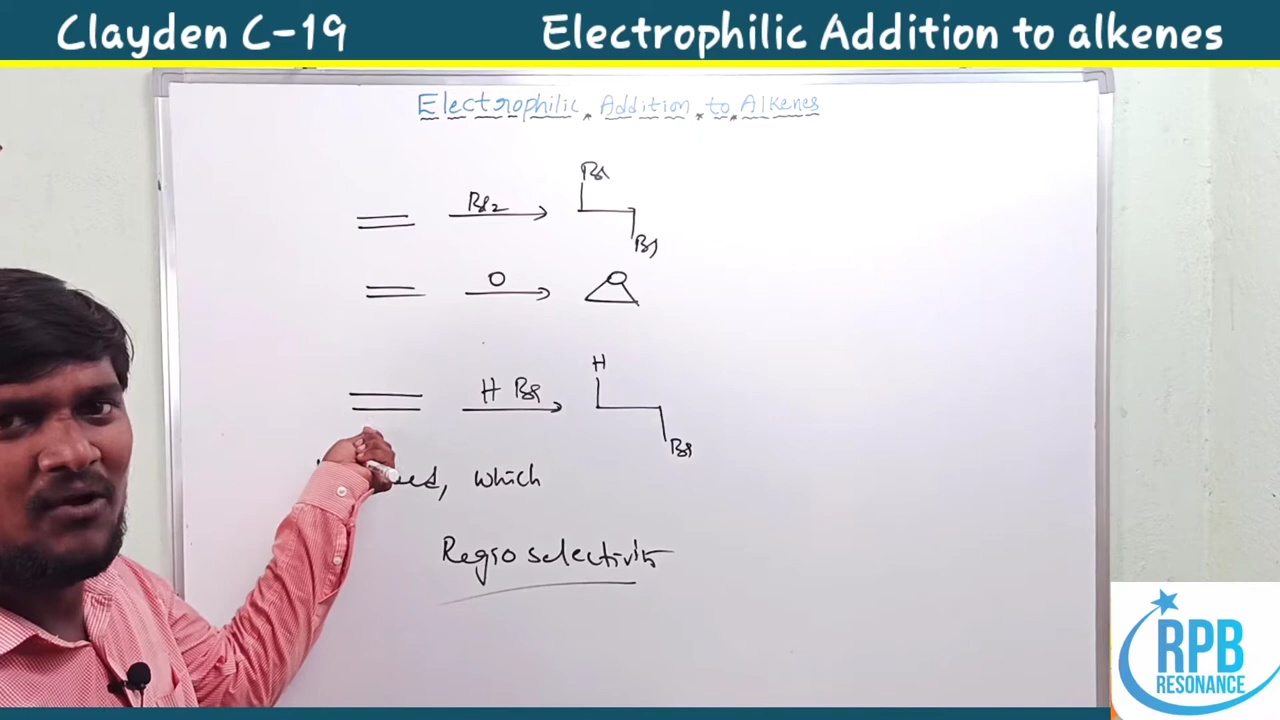 Clayden C-19 Electrophilic Addition to alkenes
Electrophilic Addition to Alkenes
Br
Br2
Br
O
O
H
H Br
Br
which
Regioselectivity
RPB
RESONANCE